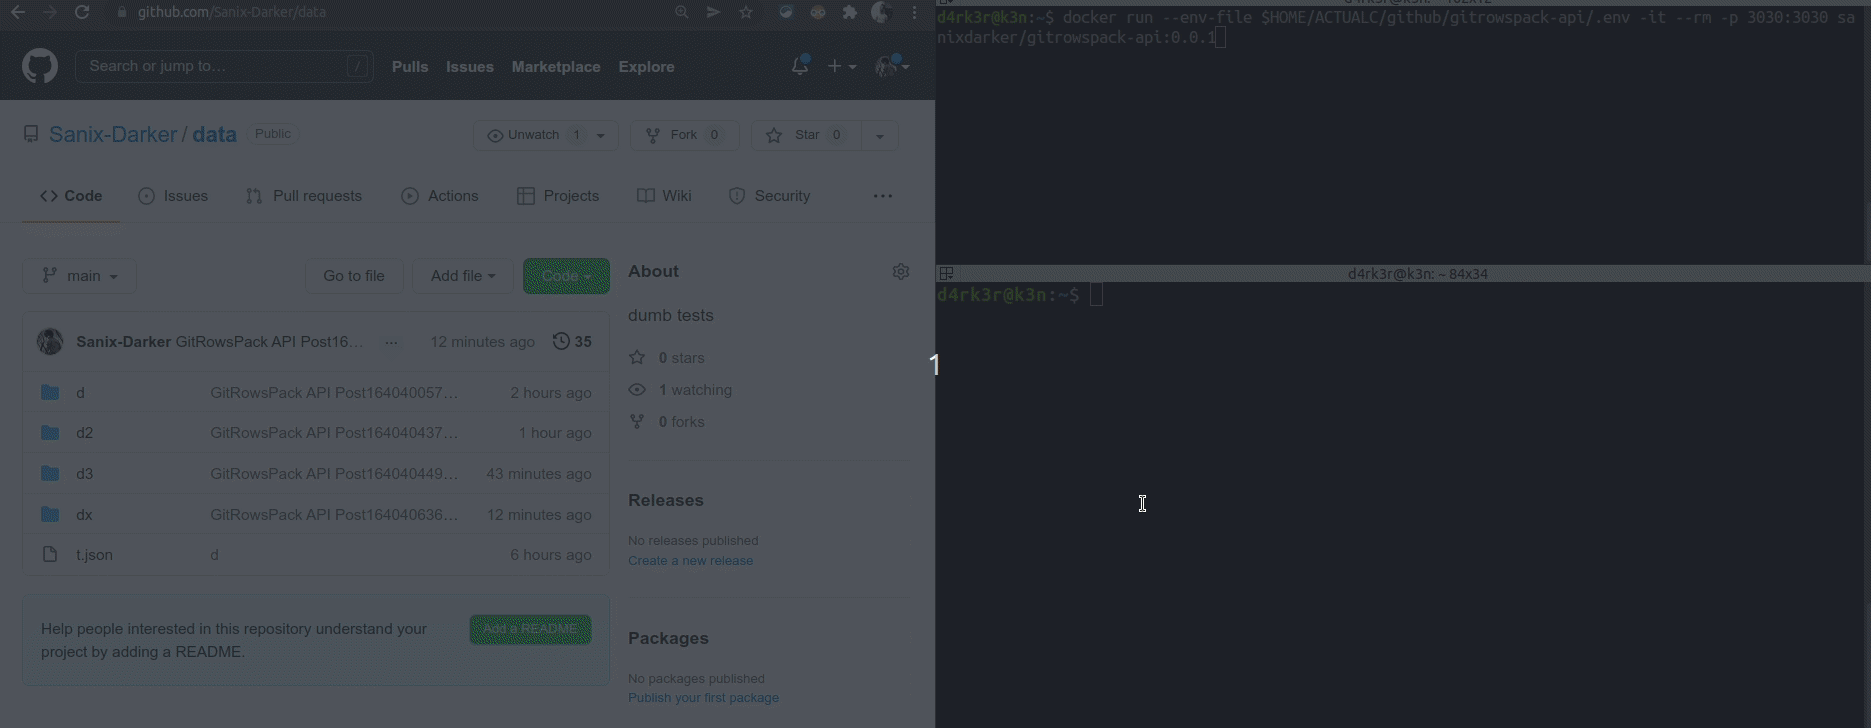 github.com/Sanix-Darker/data
Search or jump to… /
Pulls Issues Marketplace Explore
Sanix-Darker / data Public
Unwatch 1 Fork 0 Star 0
Code Issues Pull requests Actions Projects Wiki Security
main Go to file Add file Code
Sanix-Darker GitRowsPack API Post16… … 12 minutes ago 35
d GitRowsPack API Post164040057… 2 hours ago
d2 GitRowsPack API Post164040437… 1 hour ago
d3 GitRowsPack API Post164040449… 43 minutes ago
dx GitRowsPack API Post164040636… 12 minutes ago
t.json d 6 hours ago
Help people interested in this repository understand your
project by adding a README.
Add a README
About
dumb tests
0 stars
1 watching
0 forks
Releases
No releases published
Create a new release
Packages
No packages published
Publish your first package
1
d4rk3r@k3n:~$ docker run --env-file $HOME/ACTUALC/github/gitrowspack-api/.env -it --rm -p 3030:3030 sa
nixdarker/gitrowspack-api:0.0.1
d4rk3r@k3n: ~ 84x34
d4rk3r@k3n:~$